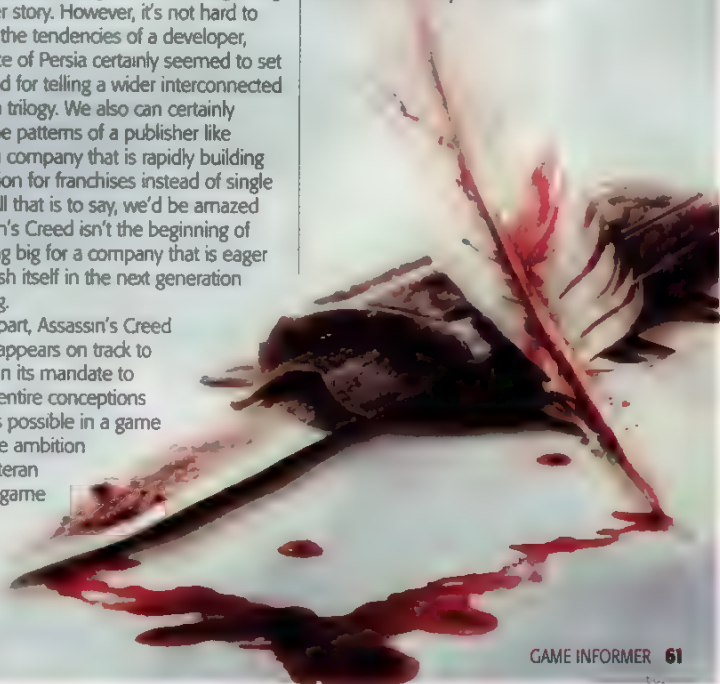 r story. However, it's not hard to
the tendencies of a developer,
ce of Persia certainly seemed to set
d for telling a wider interconnected
trilogy. We also can certainly
e patterns of a publisher like
company that is rapidly building
ion for franchises instead of single
ll that is to say, we'd be amazed
n's Creed isn't the beginning of
g big for a company that is eager
sh itself in the next generation
g.
part, Assassin's Creed
appears on track to
n its mandate to
entire conceptions
s possible in a game
e ambition
teran
game
GAME INFORMER 61